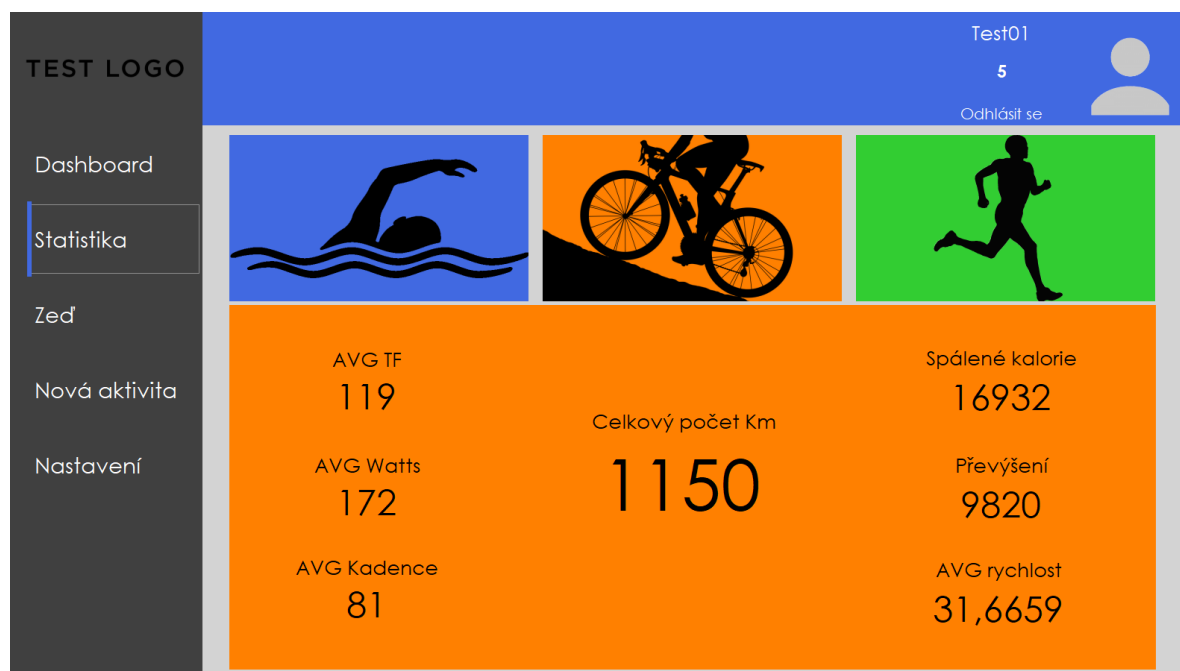 TEST LOGO
Test01
5
Odhlásit se
Dashboard
Statistika
Zeď
Nová aktivita
Nastavení
AVG TF
119
AVG Watts
172
AVG Kadence
81
Celkový počet Km
1150
Spálené kalorie
16932
Převýšení
9820
AVG rychlost
31,6659